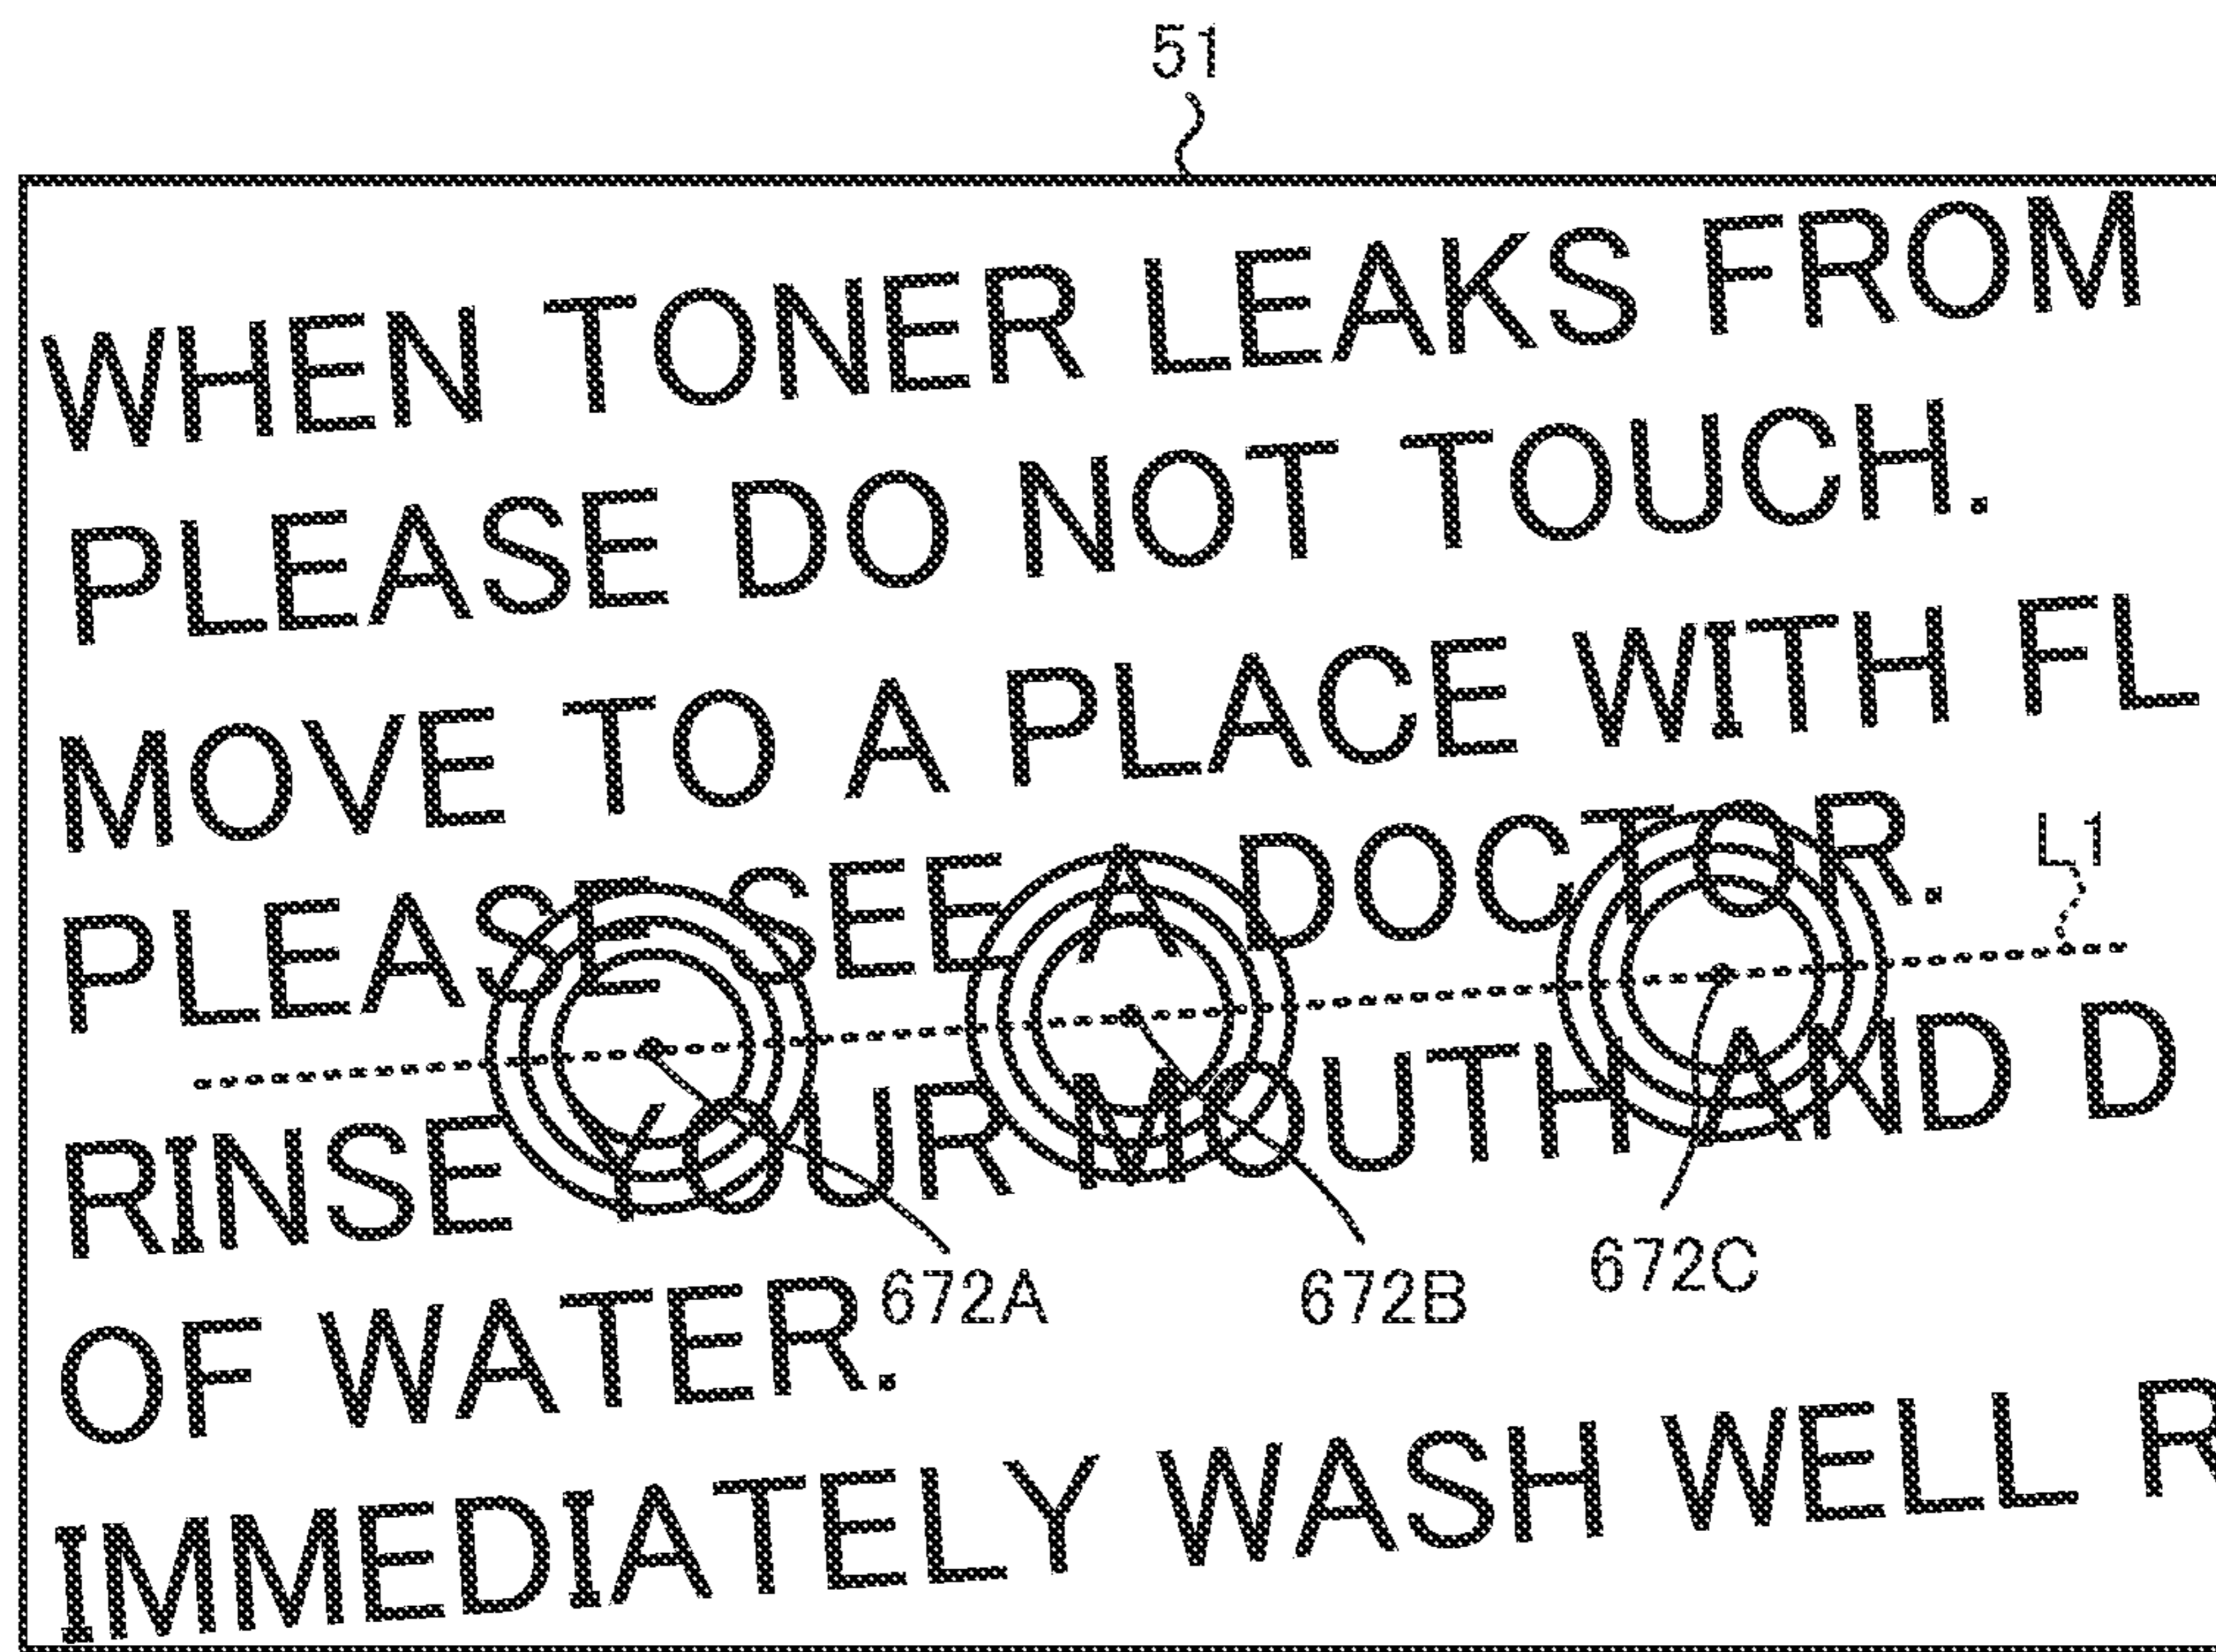 51
WHEN TONER LEAKS FROM
PLEASE DO NOT TOUCH.
MOVE TO A PLACE WITH FL
PLEASE SEE A DOCTOR.
L1
RINSE YOUR MOUTH AND D
672A 672B 672C
OF WATER.
IMMEDIATELY WASH WELL R